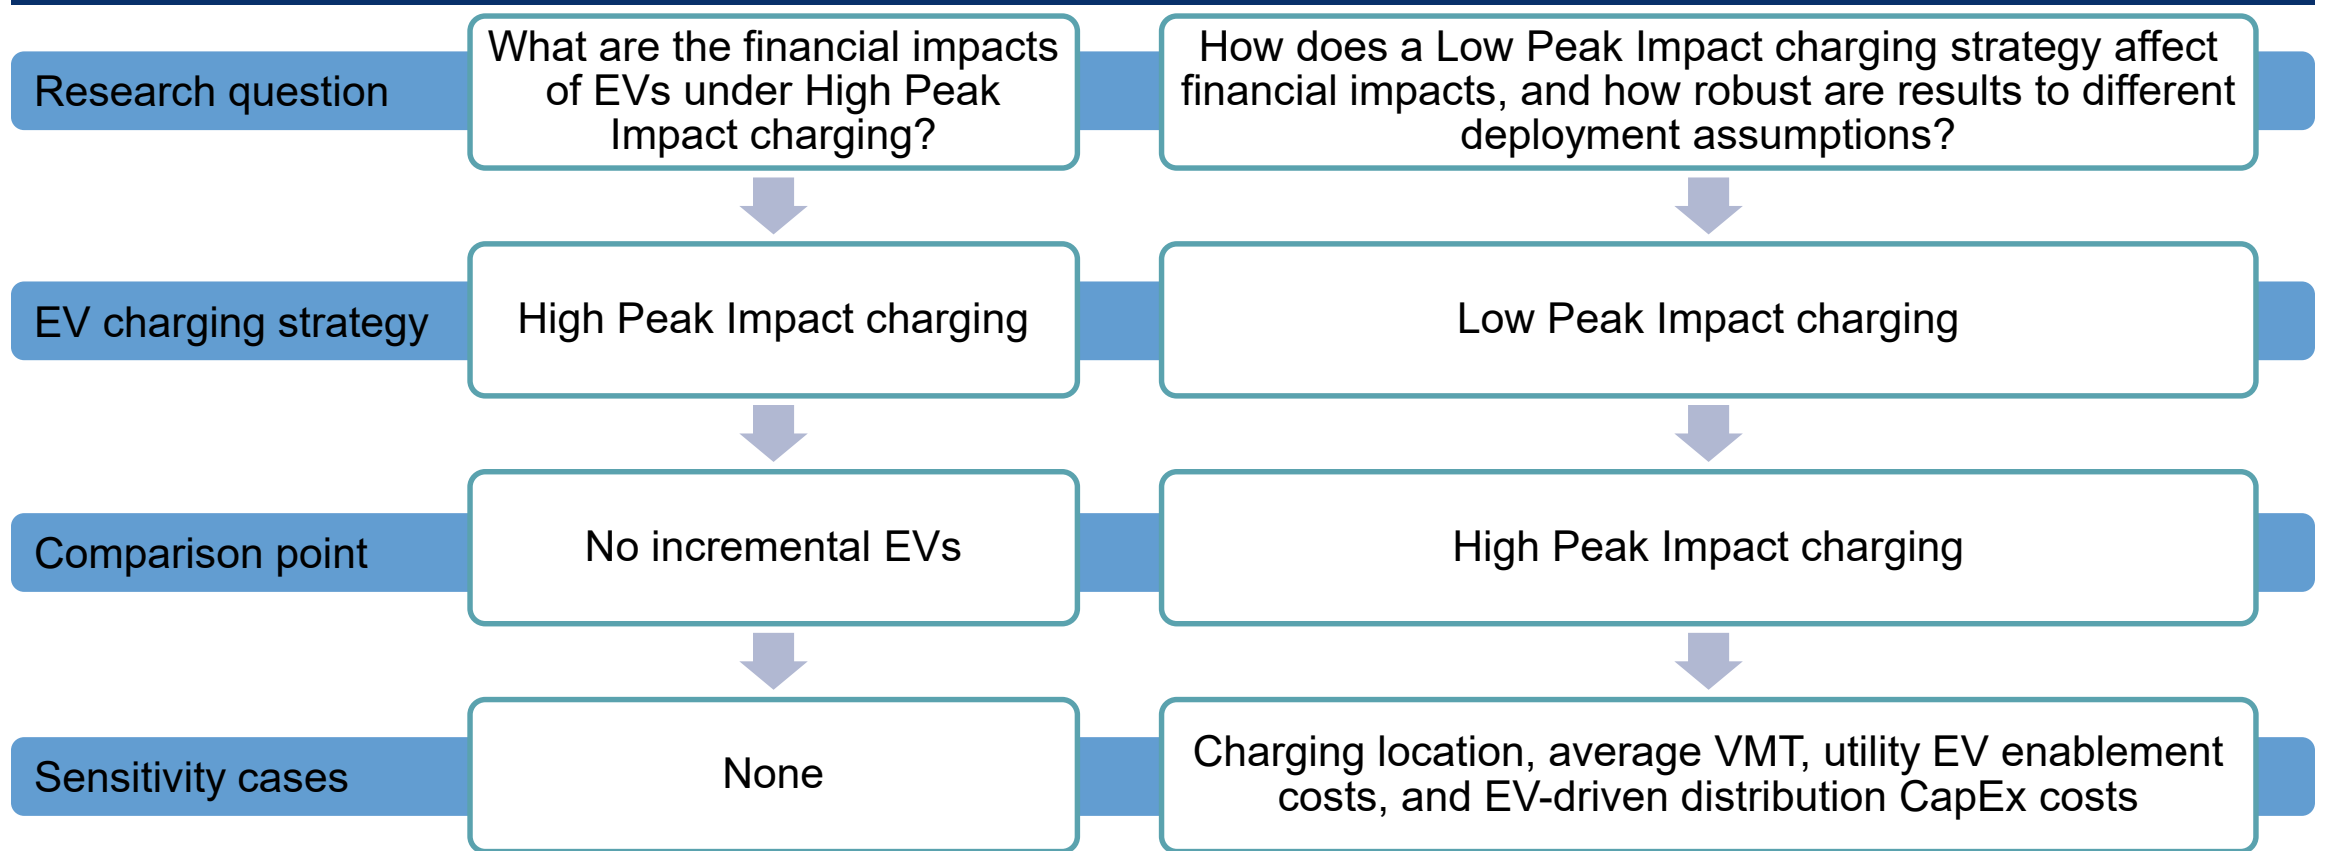 Research question
What are the financial impacts
of EVs under High Peak
Impact charging?
How does a Low Peak Impact charging strategy affect
financial impacts, and how robust are results to different
deployment assumptions?
EV charging strategy
High Peak Impact charging
Low Peak Impact charging
Comparison point
No incremental EVs
High Peak Impact charging
Sensitivity cases
None
Charging location, average VMT, utility EV enablement
costs, and EV-driven distribution CapEx costs